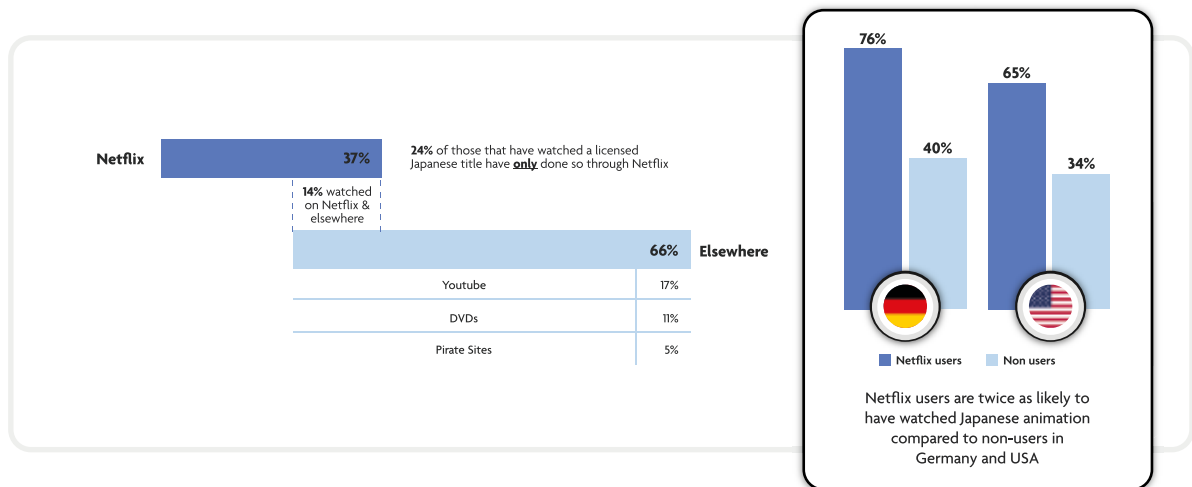 Netflix
37%
24% of those that have watched a licensed
Japanese title have only done so through Netflix
14% watched
on Netflix &
elsewhere
66%
Elsewhere
Youtube
17%
DVDs
11%
Pirate Sites
5%
76%
40%
65%
34%
Netflix users
Non users
Netflix users are twice as likely to
have watched Japanese animation
compared to non-users in
Germany and USA